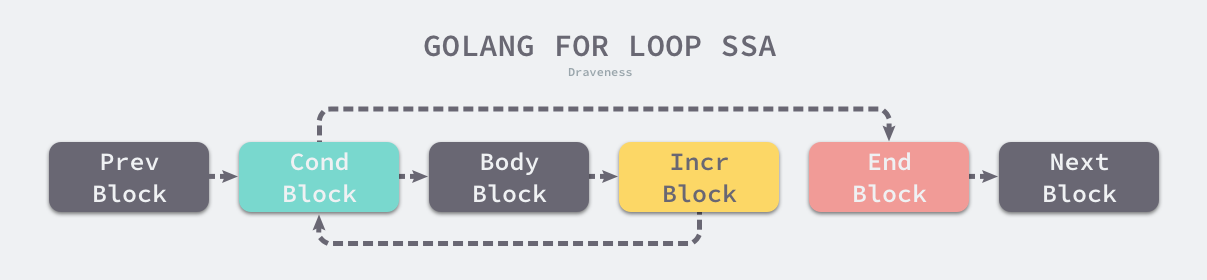 GOLANG FOR LOOP SSA
Draveness
Prev
Block
Cond
Block
Body
Block
Incr
Block
End
Block
Next
Block